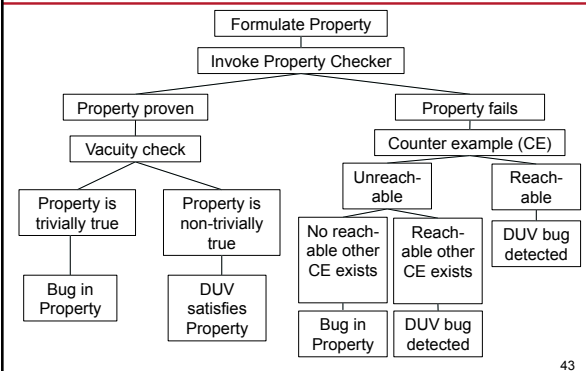 Formulate Property
Invoke Property Checker
Property proven
Property fails
Vacuity check
Counter example (CE)
Property is
trivially true
Property is
non-trivially
true
Unreach-
able
Reach-
able
No reach-
able other
CE exists
Reach-
able other
CE exists
DUV bug
detected
Bug in
Property
DUV
satisfies
Property
Bug in
Property
DUV bug
detected
43